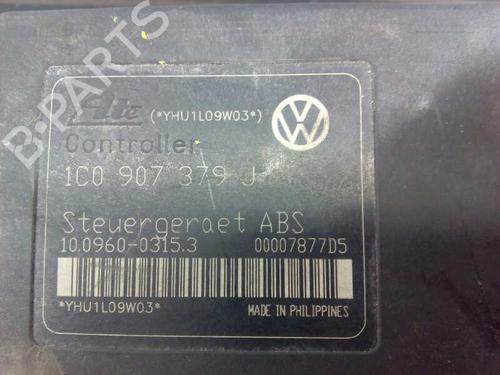 B-PARTS
Ate (*YHU1L09W03*)
Controller
1C0 907 379 J
Steuergeraet ABS
10.0960-0315.3 00007877D5
*YHU1L09W03* MADE IN PHILIPPINES